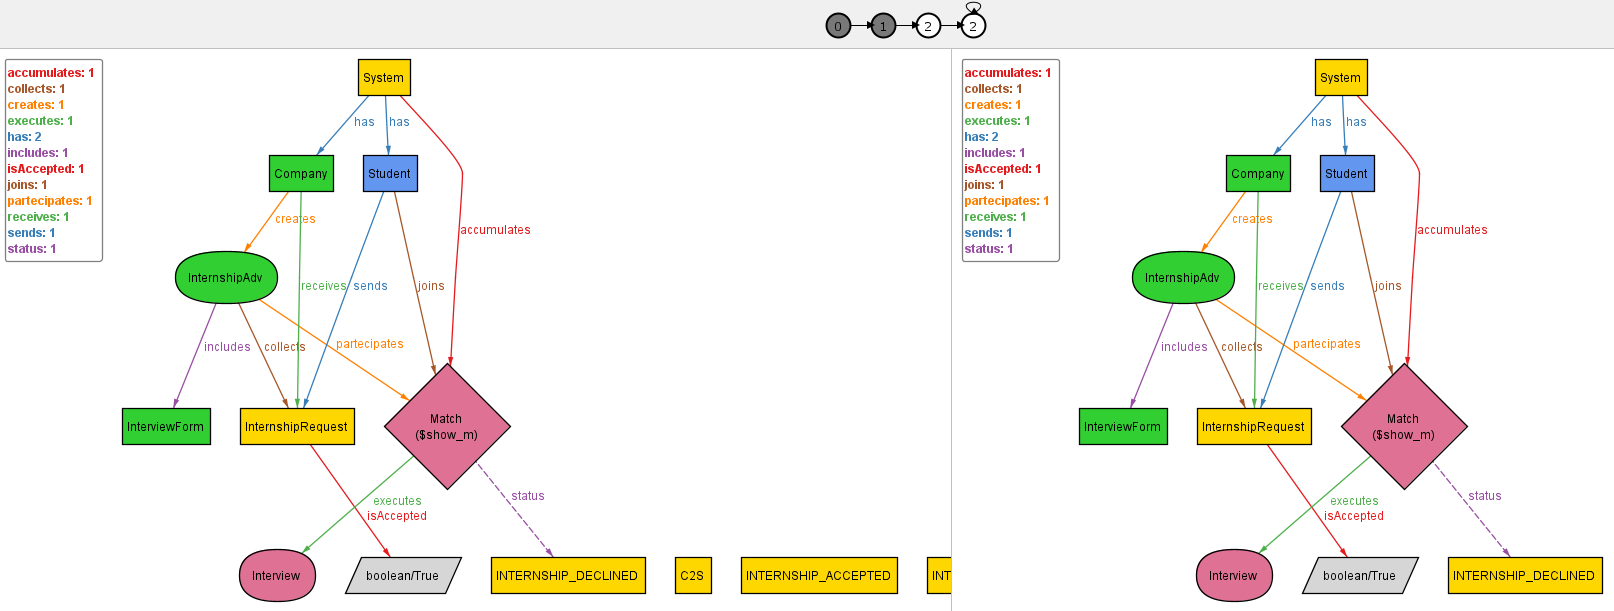 0 1 2 2
accumulates: 1
collects: 1
creates: 1
executes: 1
has: 2
includes: 1
isAccepted: 1
joins: 1
partecipates: 1
receives: 1
sends: 1
status: 1
System
has has
Company Student
creates
accumulates
InternshipAdv
receives sends joins
includes collects partecipates
InterviewForm InternshipRequest
Match
($show_m)
executes status
isAccepted
Interview boolean/True INTERNSHIP_DECLINED C2S INTERNSHIP_ACCEPTED INT
accumulates: 1
collects: 1
creates: 1
executes: 1
has: 2
includes: 1
isAccepted: 1
joins: 1
partecipates: 1
receives: 1
sends: 1
status: 1
System
has has
Company Student
creates
accumulates
InternshipAdv
receives sends joins
includes collects partecipates
InterviewForm InternshipRequest
Match
($show_m)
executes status
isAccepted
Interview boolean/True INTERNSHIP_DECLINED